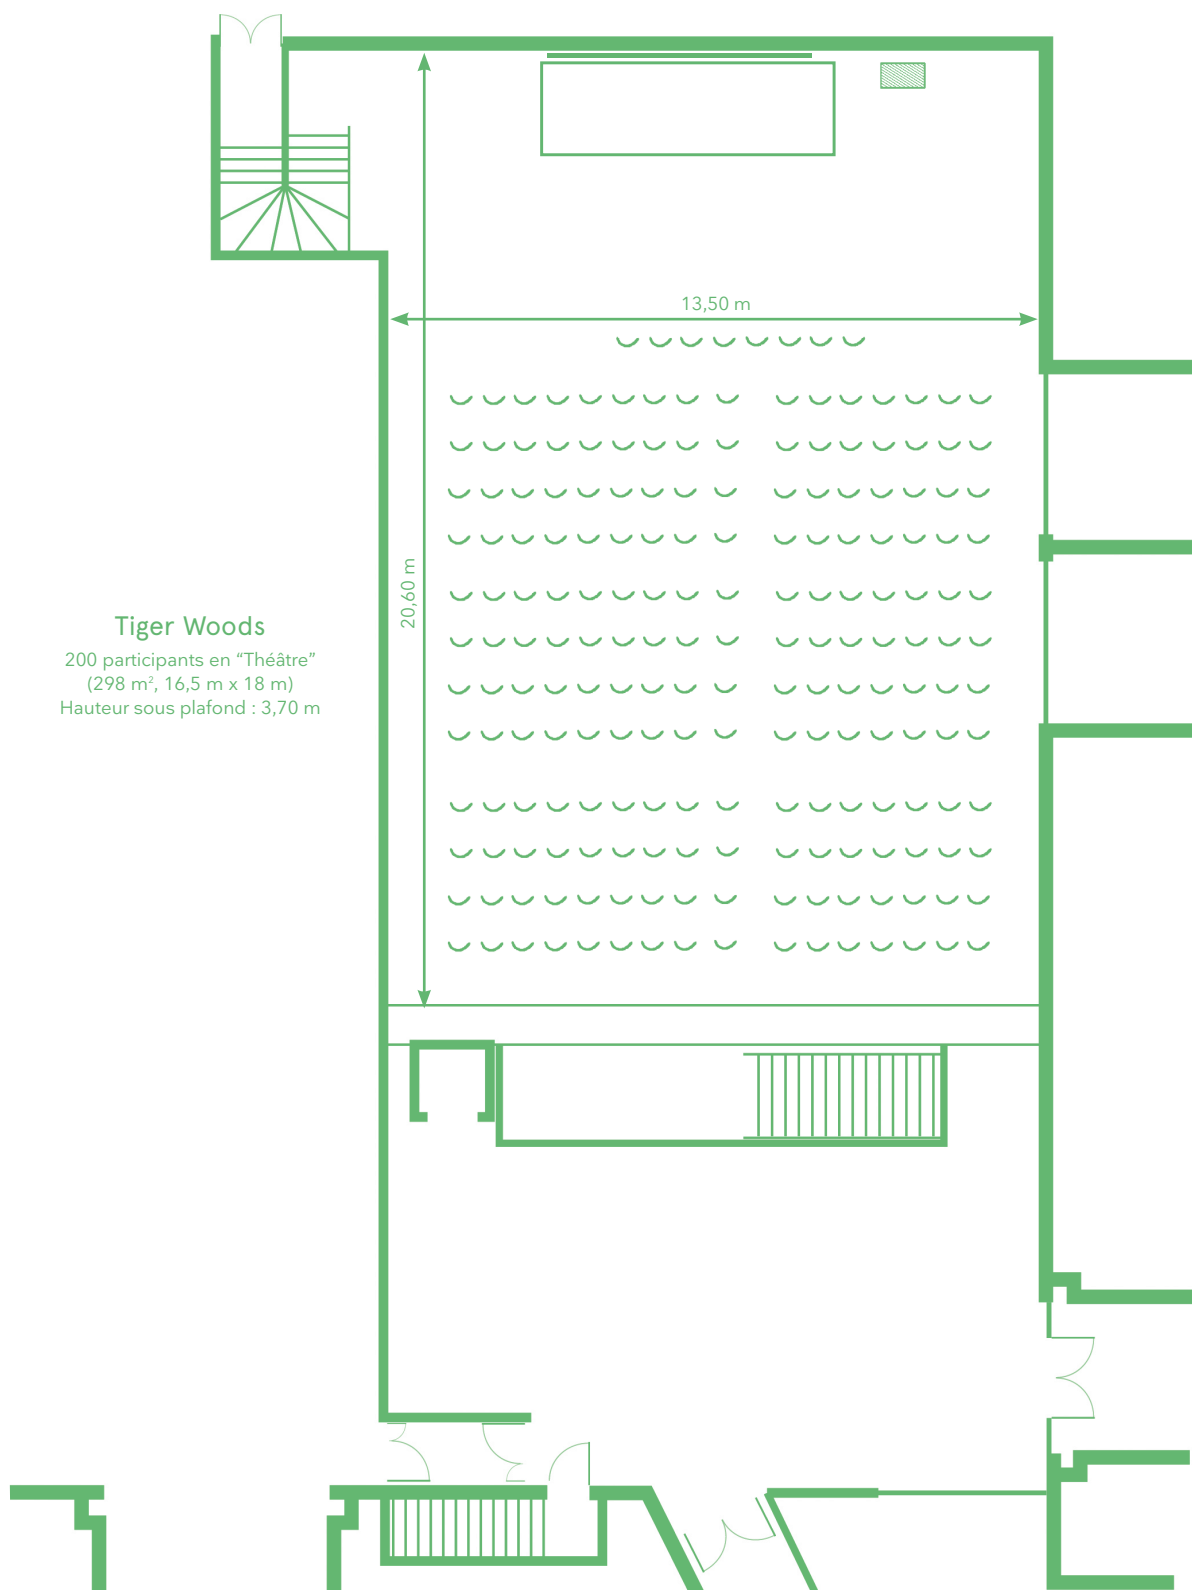 13,50 m
20,60 m
Tiger Woods
200 participants en “Théâtre”
(298 m², 16,5 m x 18 m)
Hauteur sous plafond : 3,70 m